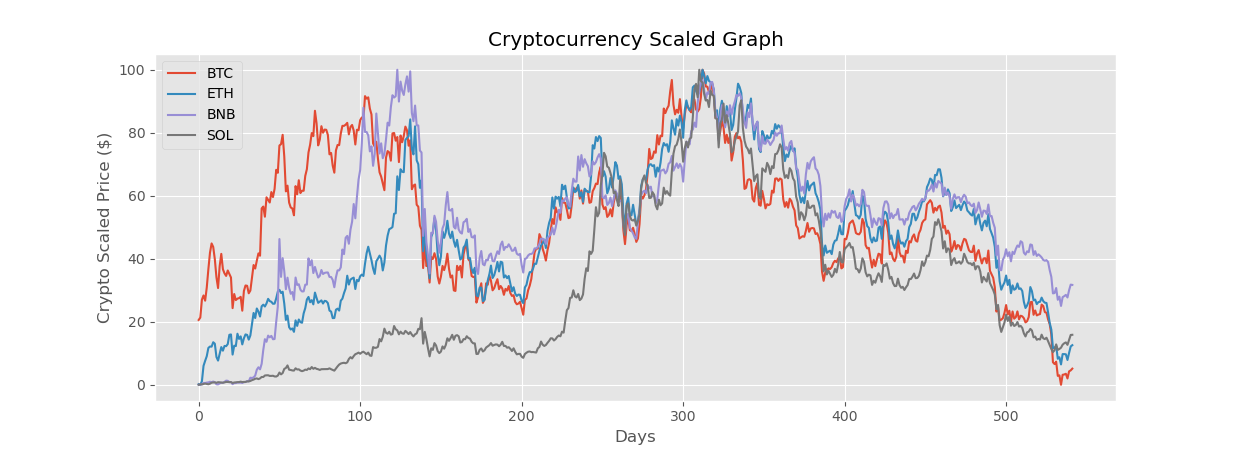 Cryptocurrency Scaled Graph
BTC
ETH
BNB
SOL
Crypto Scaled Price ($)
100
80
60
40
20
0
0 100 200 300 400 500
Days